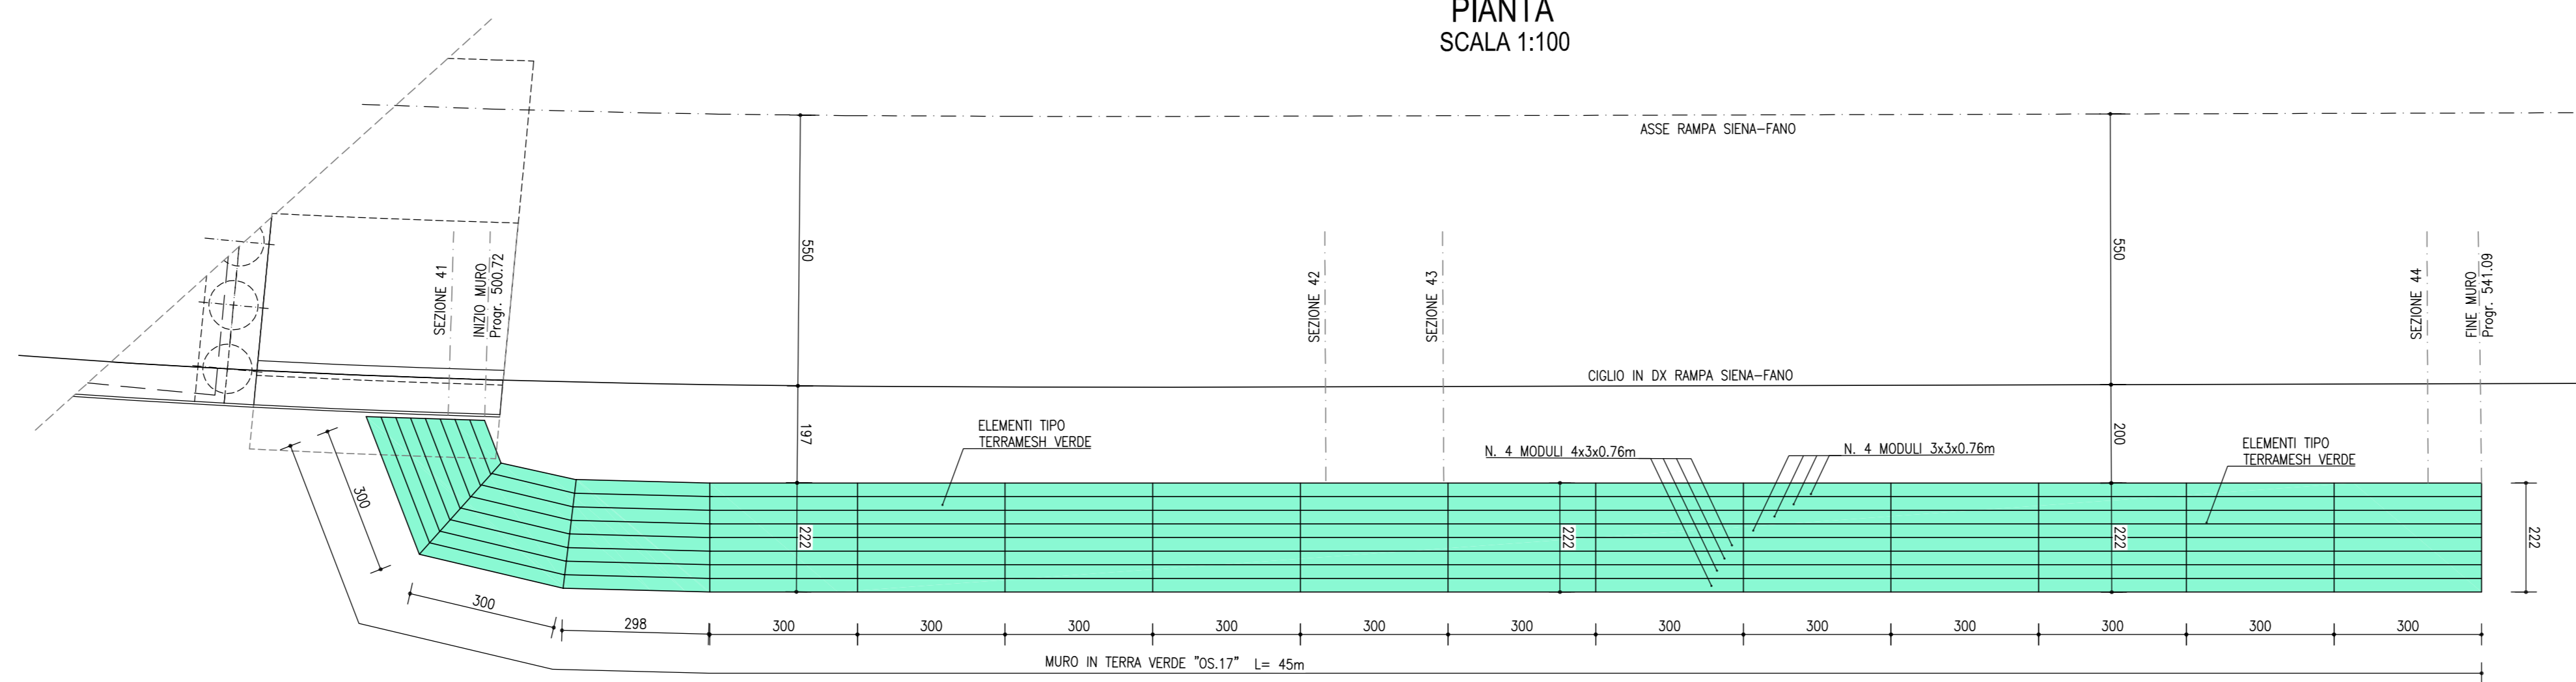 PIANTA
SCALA 1:100
ASSE RAMPA SIENA-FANO
550
550
SEZIONE 41
INIZIO MURO
Progr. 500.72
SEZIONE 42
SEZIONE 43
SEZIONE 44
FINE MURO
Progr. 541.09
CIGLIO IN DX RAMPA SIENA-FANO
197
200
ELEMENTI TIPO
TERRAMESH VERDE
N. 4 MODULI 4x3x0.76m
N. 4 MODULI 3x3x0.76m
ELEMENTI TIPO
TERRAMESH VERDE
300
222
222
222
222
300
298
300
300
300
300
300
300
300
300
300
300
300
300
MURO IN TERRA VERDE "OS.17" L= 45m